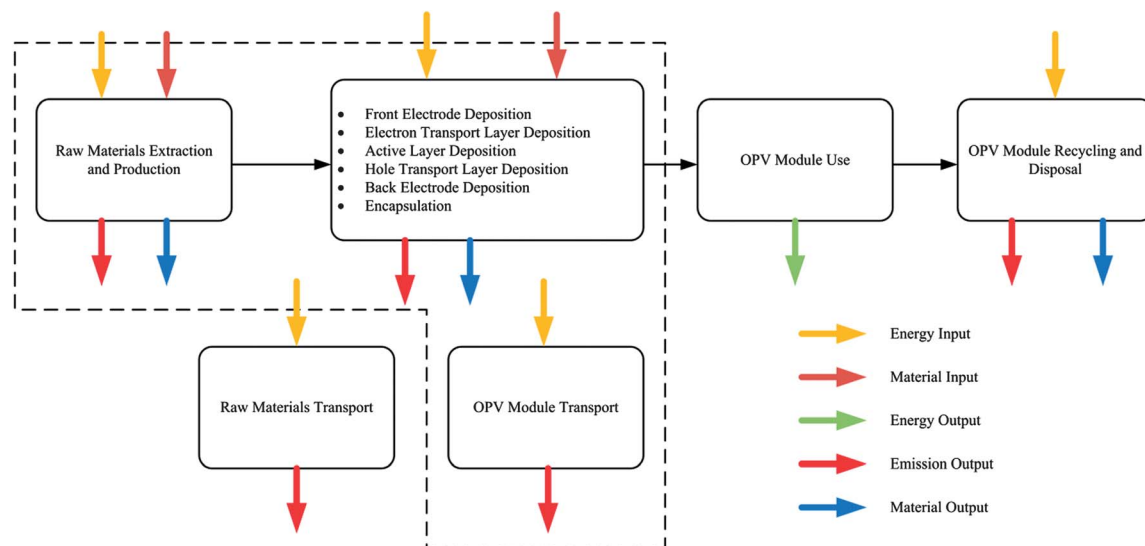 Raw Materials Extraction
and Production
• Front Electrode Deposition
• Electron Transport Layer Deposition
• Active Layer Deposition
• Hole Transport Layer Deposition
• Back Electrode Deposition
• Encapsulation
OPV Module Use
OPV Module Recycling and
Disposal
Raw Materials Transport
OPV Module Transport
Energy Input
Material Input
Energy Output
Emission Output
Material Output